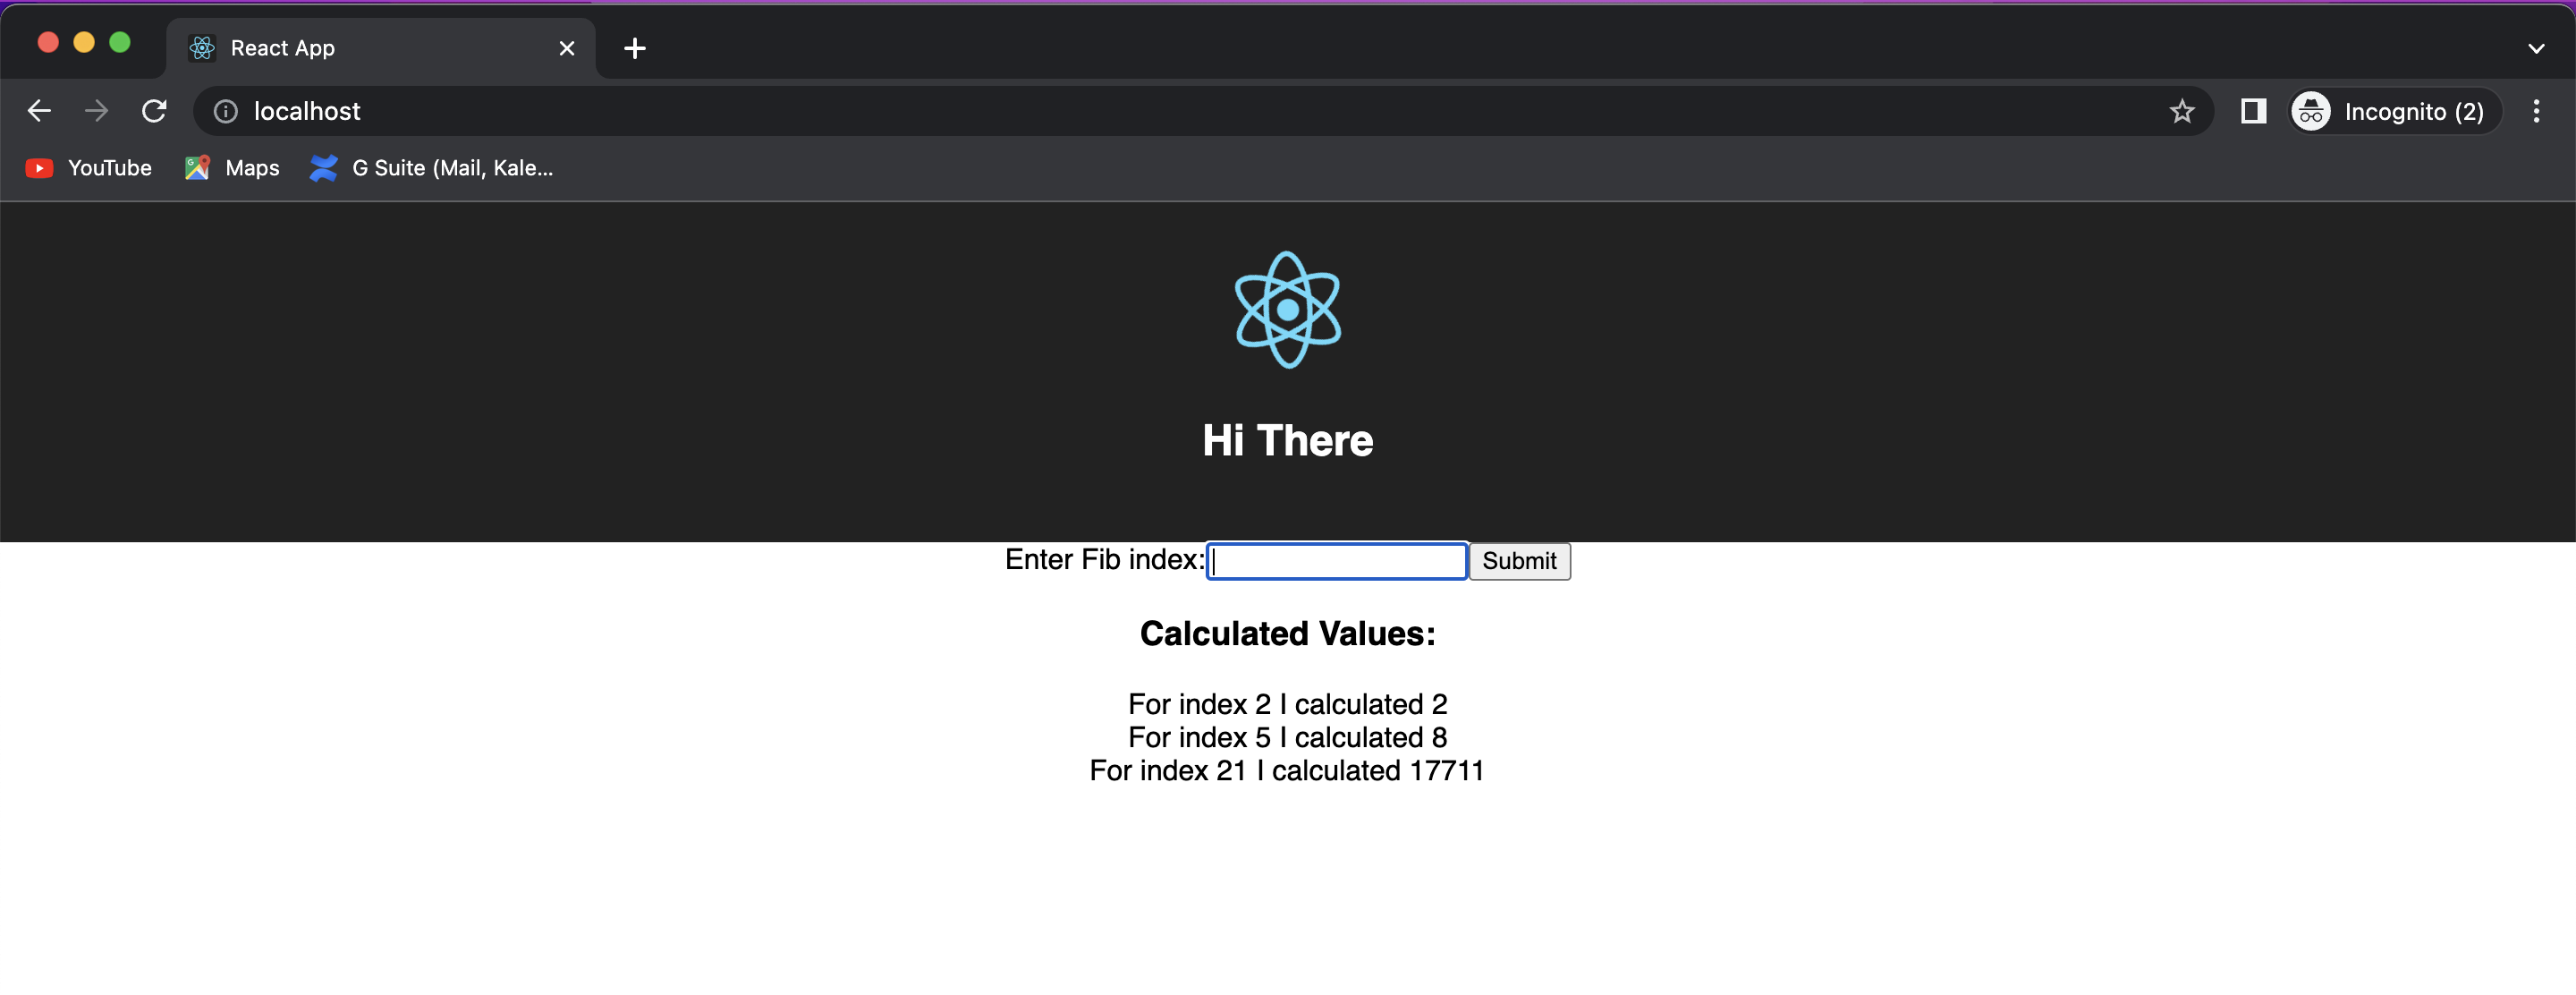 React App
localhost
Incognito (2)
YouTube
Maps
G Suite (Mail, Kale...
Hi There
Enter Fib index:
Submit
Calculated Values:
For index 2 I calculated 2
For index 5 I calculated 8
For index 21 I calculated 17711